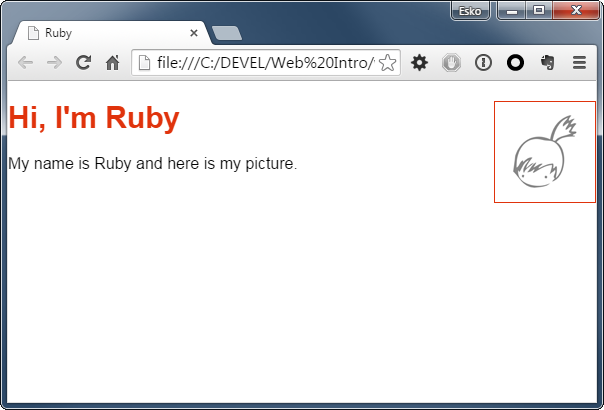 Esko
Ruby
file:///C:/DEVEL/Web%20Intro/
Hi, I'm Ruby
My name is Ruby and here is my picture.